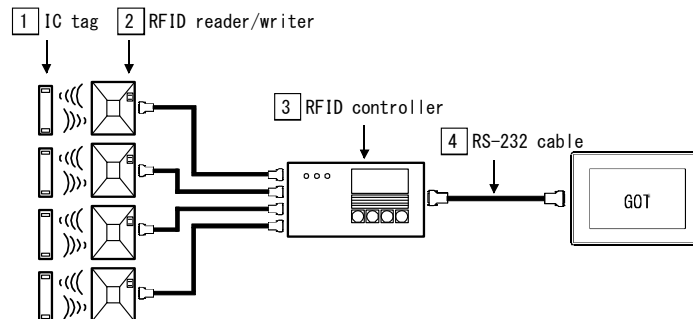 1 IC tag
2 RFID reader/writer
3 RFID controller
4 RS-232 cable
GOT